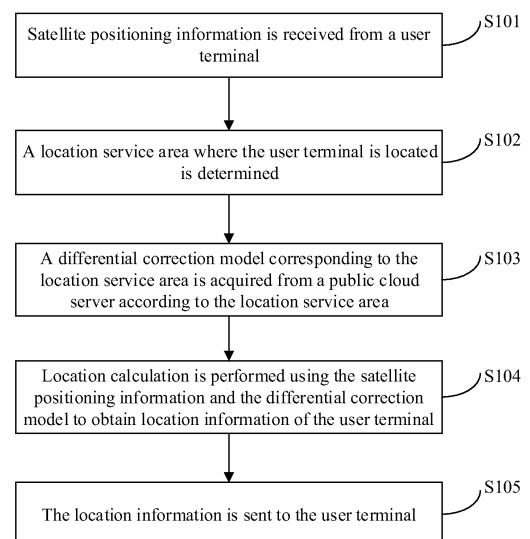 S101
Satellite positioning information is received from a user
terminal
S102
A location service area where the user terminal is located
is determined
S103
A differential correction model corresponding to the
location service area is acquired from a public cloud
server according to the location service area
S104
Location calculation is performed using the satellite
positioning information and the differential correction
model to obtain location information of the user terminal
S105
The location information is sent to the user terminal